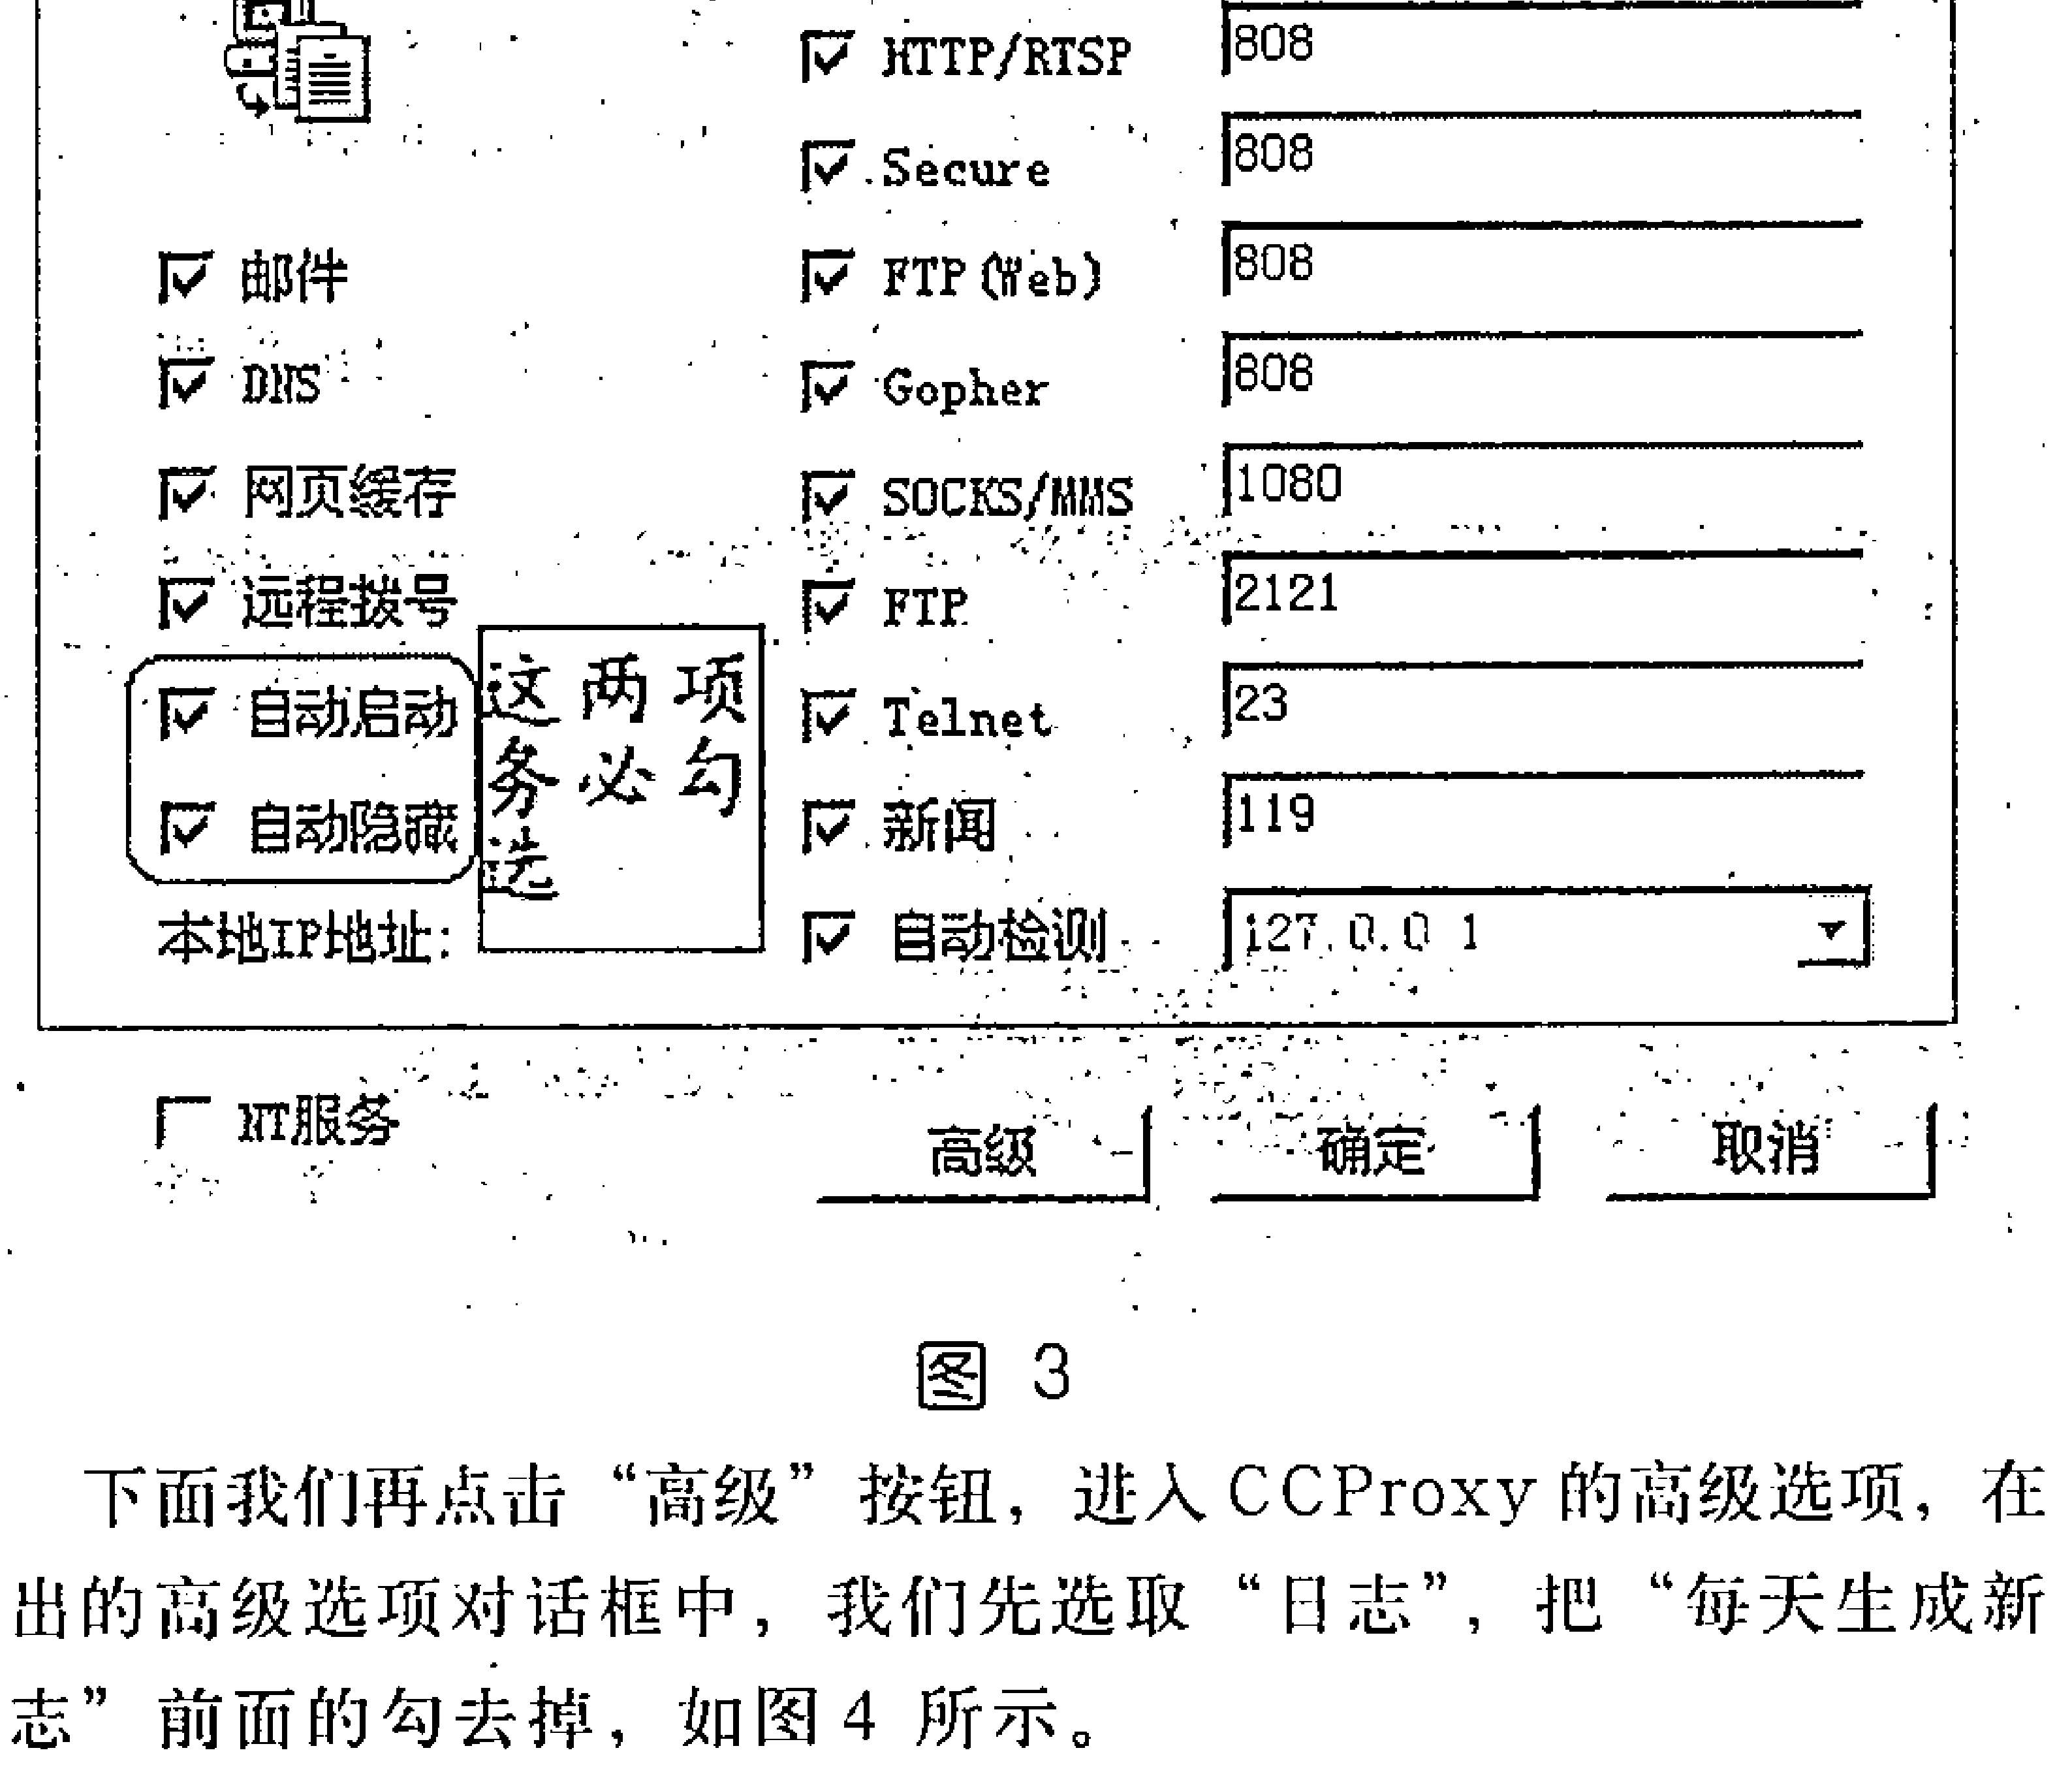 HTTP/RTSP 808
Secure 808
邮件 FTP(Web) 808
DNS Gopher 808
网页缓存 SOCKS/MMS 1080
远程拨号 FTP 2121
自动启动 Telnet 23
自动隐藏 新闻 119
这两项
务必勾
选
本地IP地址: 自动检测 127.0.0 1
NT服务 高级 确定 取消
图 3
下面我们再点击“高级”按钮，进入CCProxy的高级选项，在
出的高级选项对话框中，我们先选取“日志”，把“每天生成新
志”前面的勾去掉，如图4 所示。